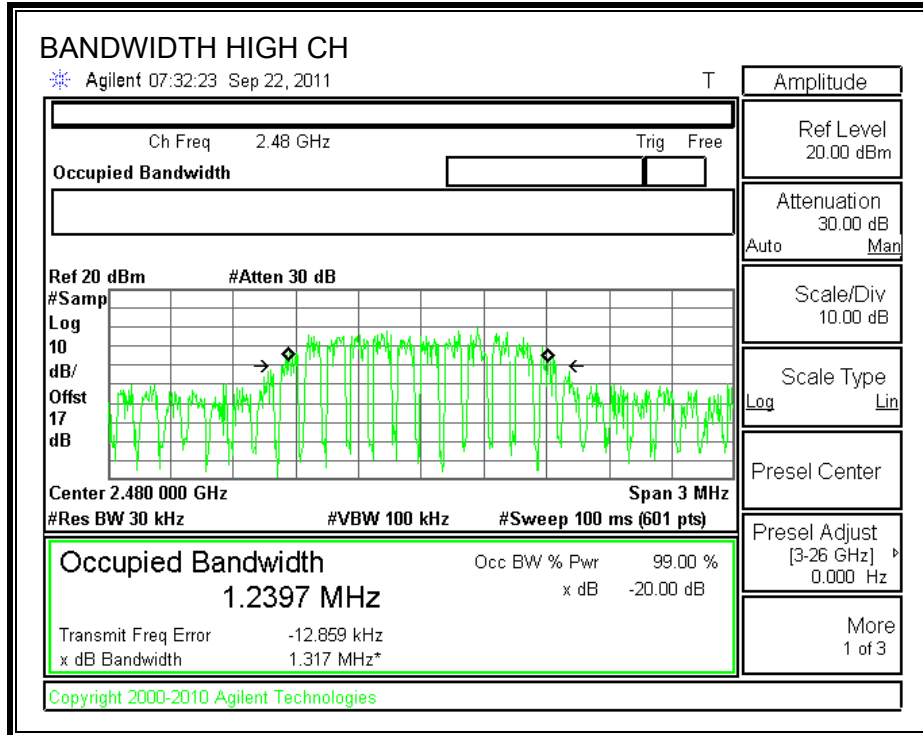 BANDWIDTH HIGH CH
Agilent 07:32:23 Sep 22, 2011 T
Ch Freq 2.48 GHz Trig Free
Occupied Bandwidth
Ref 20 dBm #Atten 30 dB
#Samp
Log
10
dB/
Offst
17
dB
Center 2.480 000 GHz Span 3 MHz
#Res BW 30 kHz #VBW 100 kHz #Sweep 100 ms (601 pts)
Occupied Bandwidth Occ BW % Pwr 99.00 %
1.2397 MHz x dB -20.00 dB
Transmit Freq Error -12.859 kHz
x dB Bandwidth 1.317 MHz*
Copyright 2000-2010 Agilent Technologies
Amplitude
Ref Level
20.00 dBm
Attenuation
30.00 dB
Auto Man
Scale/Div
10.00 dB
Scale Type
Log Lin
Presel Center
Presel Adjust
[3-26 GHz]
0.000 Hz
More
1 of 3